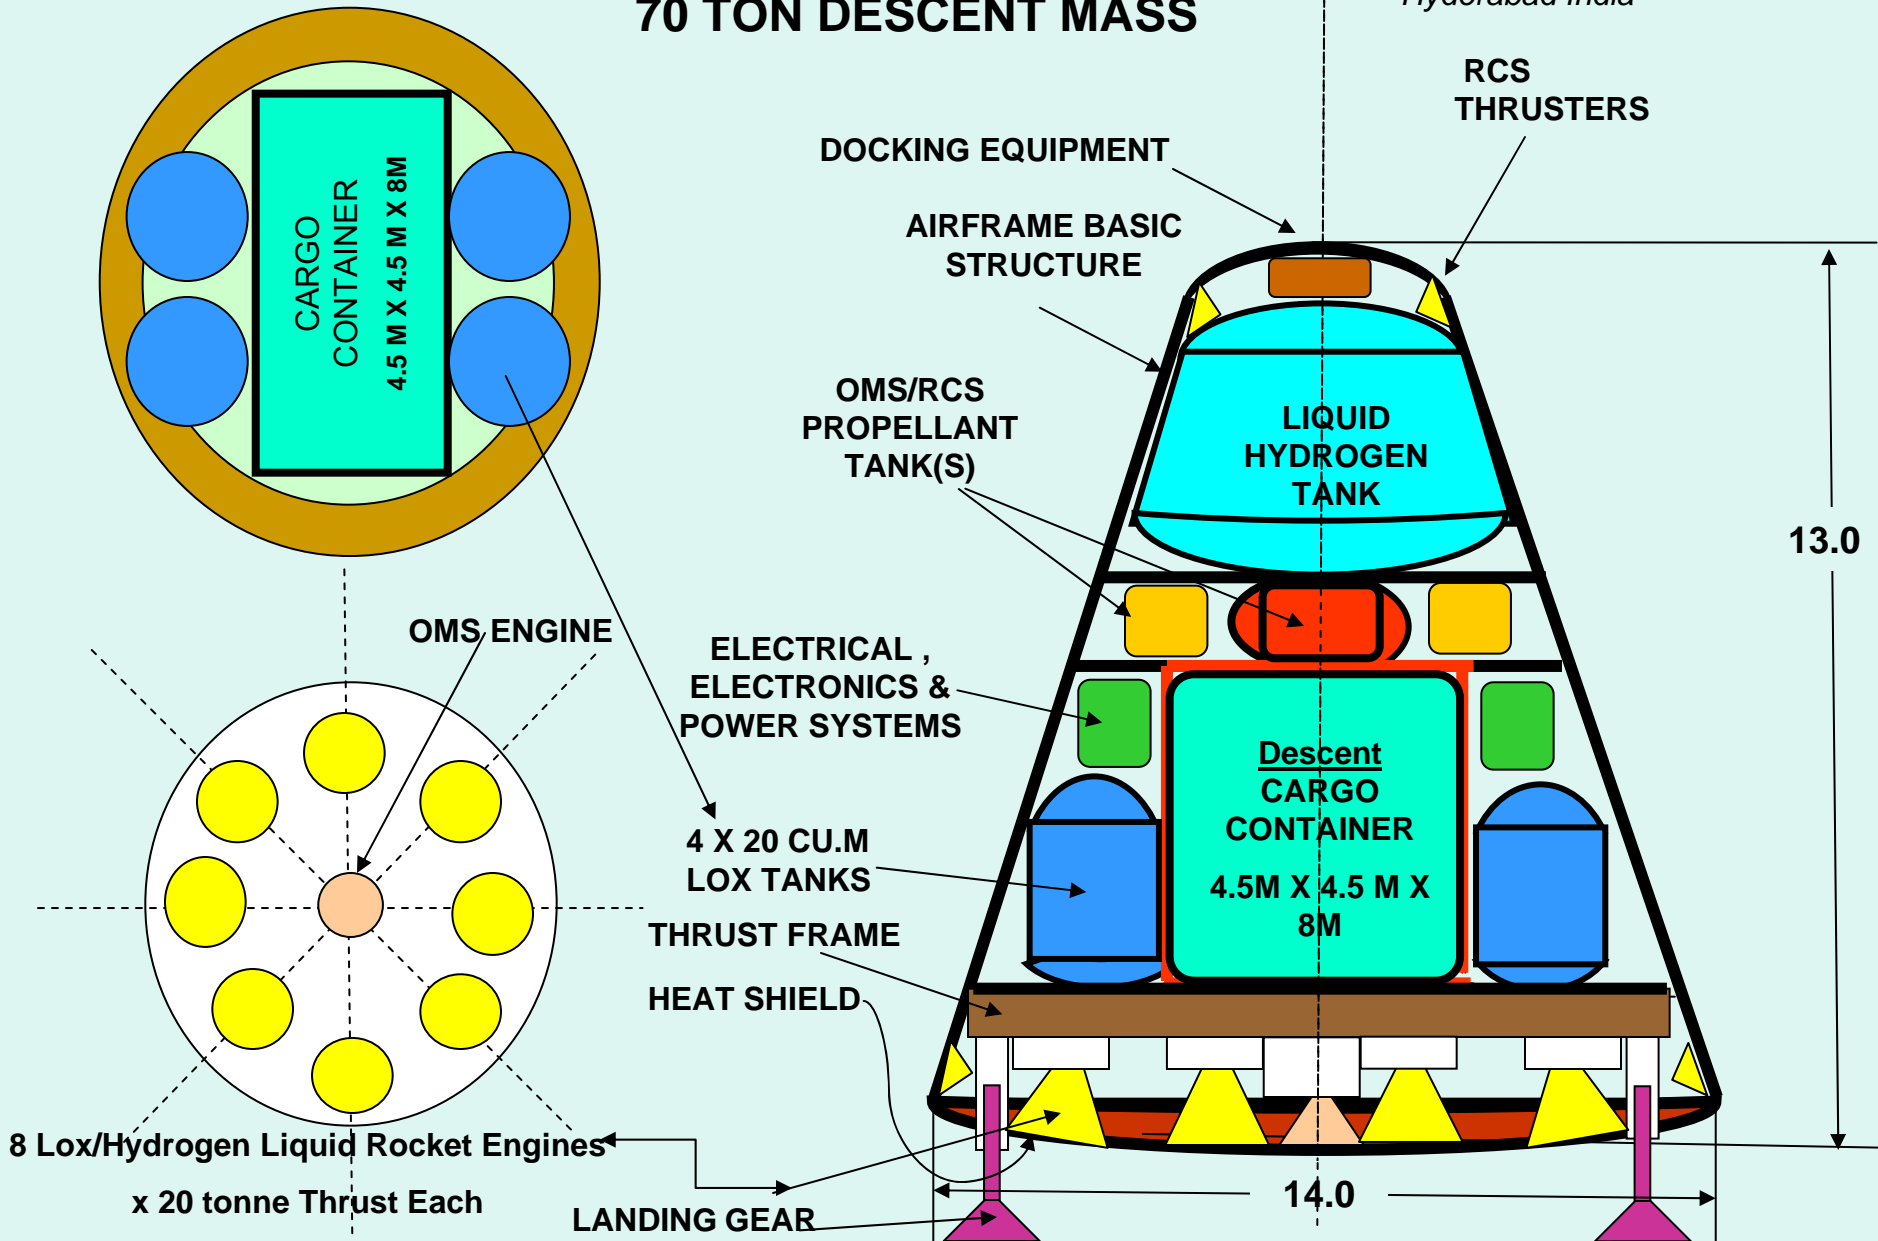 70 TON DESCENT MASS
Hyderabad India
RCS
THRUSTERS
DOCKING EQUIPMENT
AIRFRAME BASIC
STRUCTURE
CARGO
CONTAINER
4.5 M X 4.5 M X 8M
OMS/RCS
PROPELLANT
TANK(S)
LIQUID
HYDROGEN
TANK
13.0
OMS ENGINE
ELECTRICAL ,
ELECTRONICS &
POWER SYSTEMS
Descent
CARGO
CONTAINER
4.5M X 4.5 M X
8M
4 X 20 CU.M
LOX TANKS
THRUST FRAME
HEAT SHIELD
8 Lox/Hydrogen Liquid Rocket Engines
x 20 tonne Thrust Each
14.0
LANDING GEAR